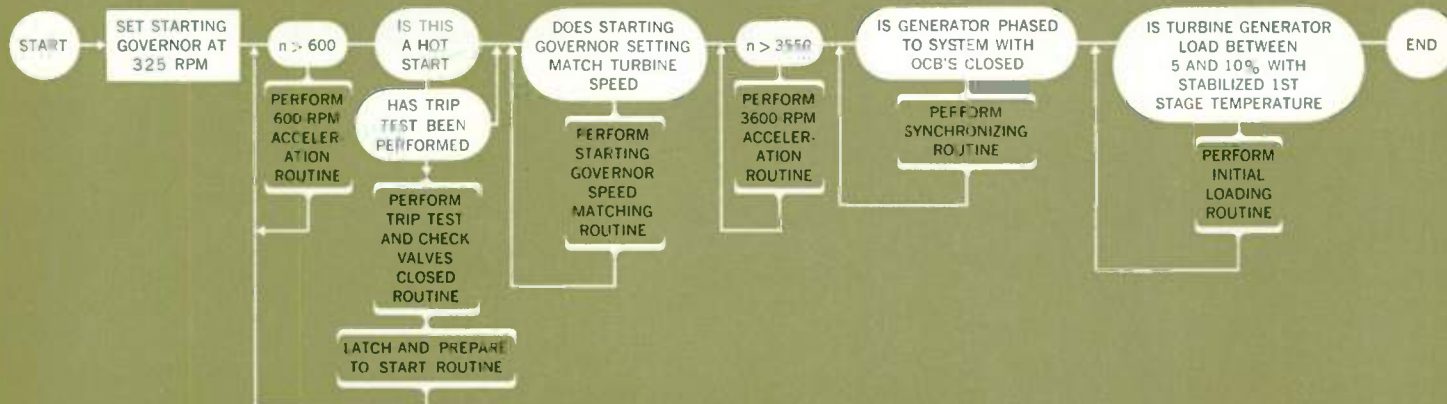 START
SET STARTING
GOVERNOR AT
325 RPM
n > 600
PERFORM
600-RPM
ACCELER-
ATION
ROUTINE
IS THIS
A HOT
START
HAS TRIP
TEST BEEN
PERFORMED
PERFORM
TRIP TEST
AND CHECK
VALVES
CLOSED
ROUTINE
LATCH AND PREPARE
TO START ROUTINE
DOES STARTING
GOVERNOR SETTING
MATCH TURBINE
SPEED
PERFORM
STARTING
GOVERNOR
SPEED
MATCHING
ROUTINE
n > 3550
PERFORM
3600-RPM
ACCELER-
ATION
ROUTINE
IS GENERATOR PHASED
TO SYSTEM WITH
OCB'S CLOSED
PERFORM
SYNCHRONIZING
ROUTINE
IS TURBINE GENERATOR
LOAD BETWEEN
5 AND 10% WITH
STABILIZED 1ST
STAGE TEMPERATURE
PERFORM
INITIAL
LOADING
ROUTINE
END